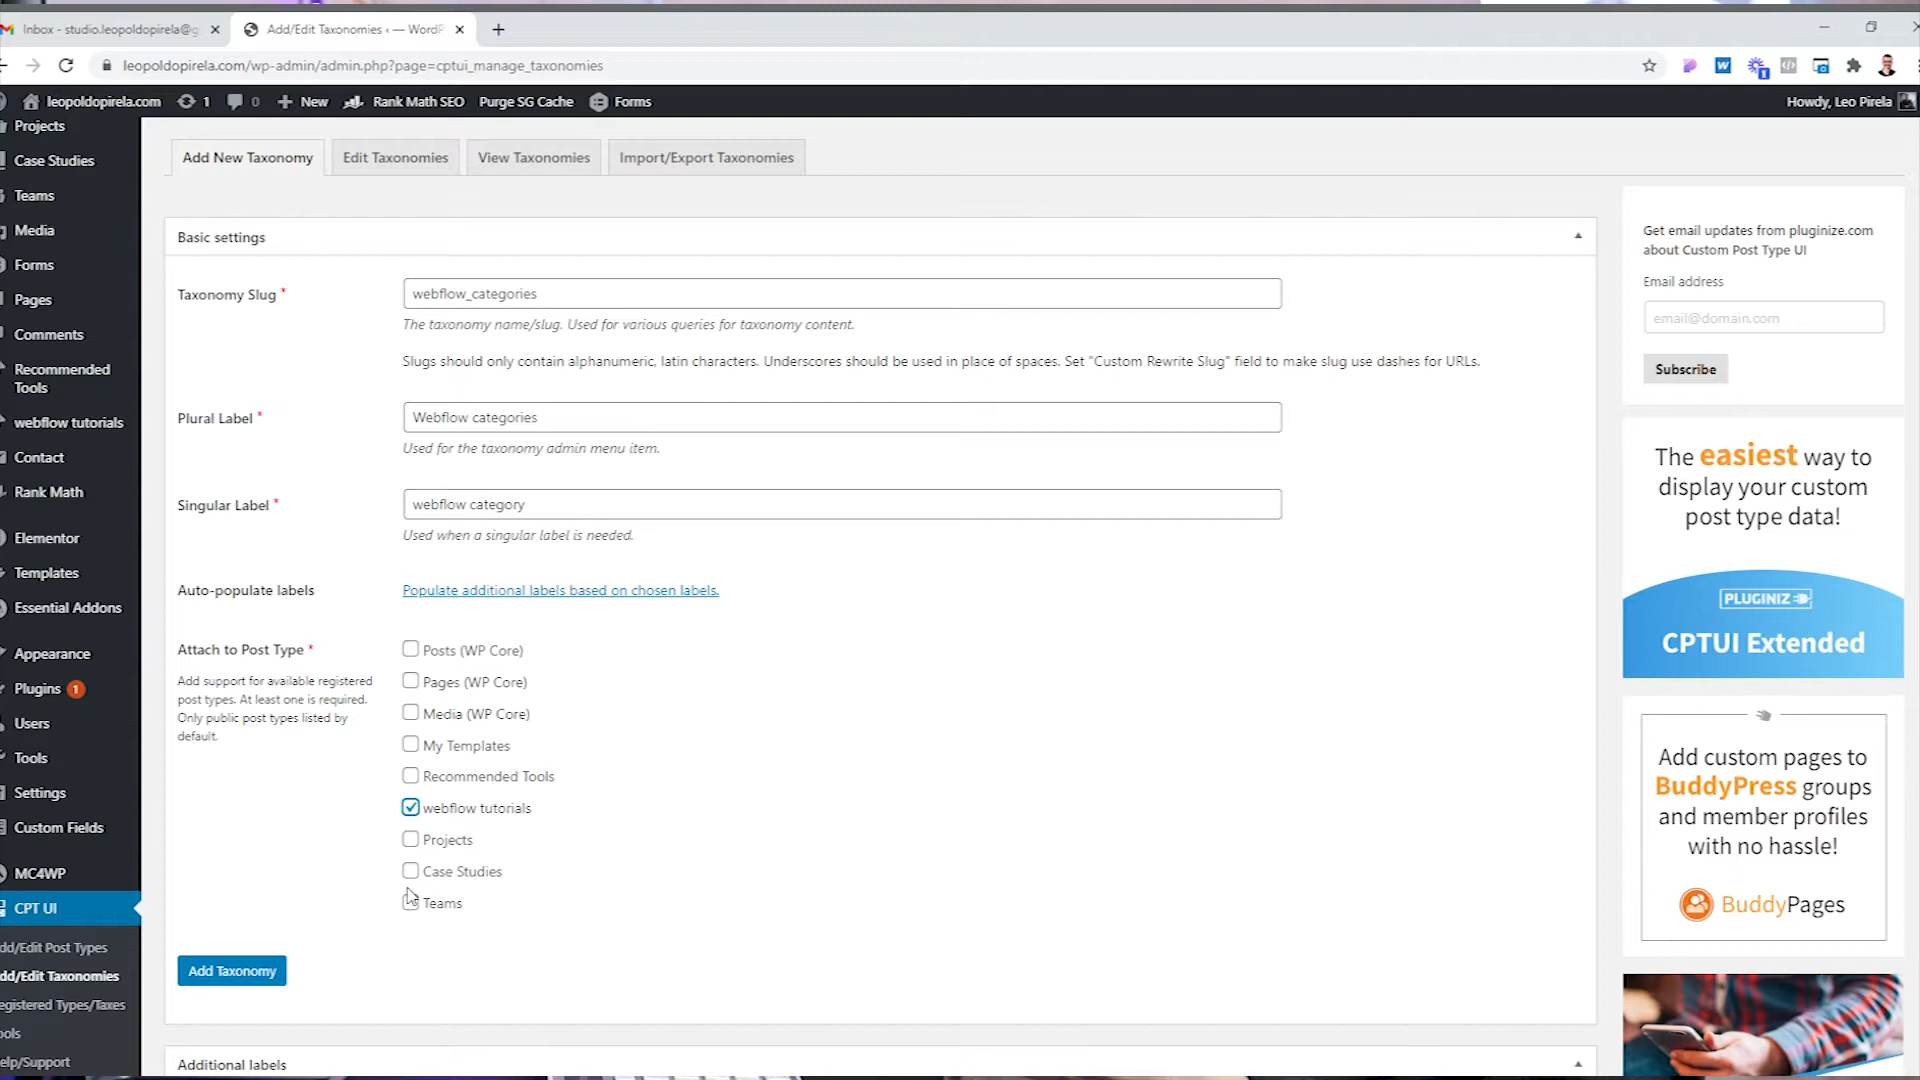 Inbox - studio.leopoldopirela@g
Add/Edit Taxonomies ‹ — WordP
leopoldopirela.com/wp-admin/admin.php?page=cptui_manage_taxonomies
leopoldopirela.com
1
0
New
Rank Math SEO
Purge SG Cache
Forms
Howdy, Leo Pirela
Projects
Case Studies
Teams
Media
Forms
Pages
Comments
Recommended
Tools
webflow tutorials
Contact
Rank Math
Elementor
Templates
Essential Addons
Appearance
Plugins 1
Users
Tools
Settings
Custom Fields
MC4WP
CPT UI
dd/Edit Post Types
dd/Edit Taxonomies
egistered Types/Taxes
ols
elp/Support
Add New Taxonomy
Edit Taxonomies
View Taxonomies
Import/Export Taxonomies
Basic settings
Taxonomy Slug *
webflow_categories
The taxonomy name/slug. Used for various queries for taxonomy content.
Slugs should only contain alphanumeric, latin characters. Underscores should be used in place of spaces. Set "Custom Rewrite Slug" field to make slug use dashes for URLs.
Plural Label *
Webflow categories
Used for the taxonomy admin menu item.
Singular Label *
webflow category
Used when a singular label is needed.
Auto-populate labels
Populate additional labels based on chosen labels.
Attach to Post Type *
Add support for available registered
post types. At least one is required.
Only public post types listed by
default.
Posts (WP Core)
Pages (WP Core)
Media (WP Core)
My Templates
Recommended Tools
webflow tutorials
Projects
Case Studies
Teams
Add Taxonomy
Additional labels
Get email updates from pluginize.com
about Custom Post Type UI
Email address
email@domain.com
Subscribe
The easiest way to
display your custom
post type data!
PLUGINIZ
CPTUI Extended
Add custom pages to
BuddyPress groups
and member profiles
with no hassle!
BuddyPages